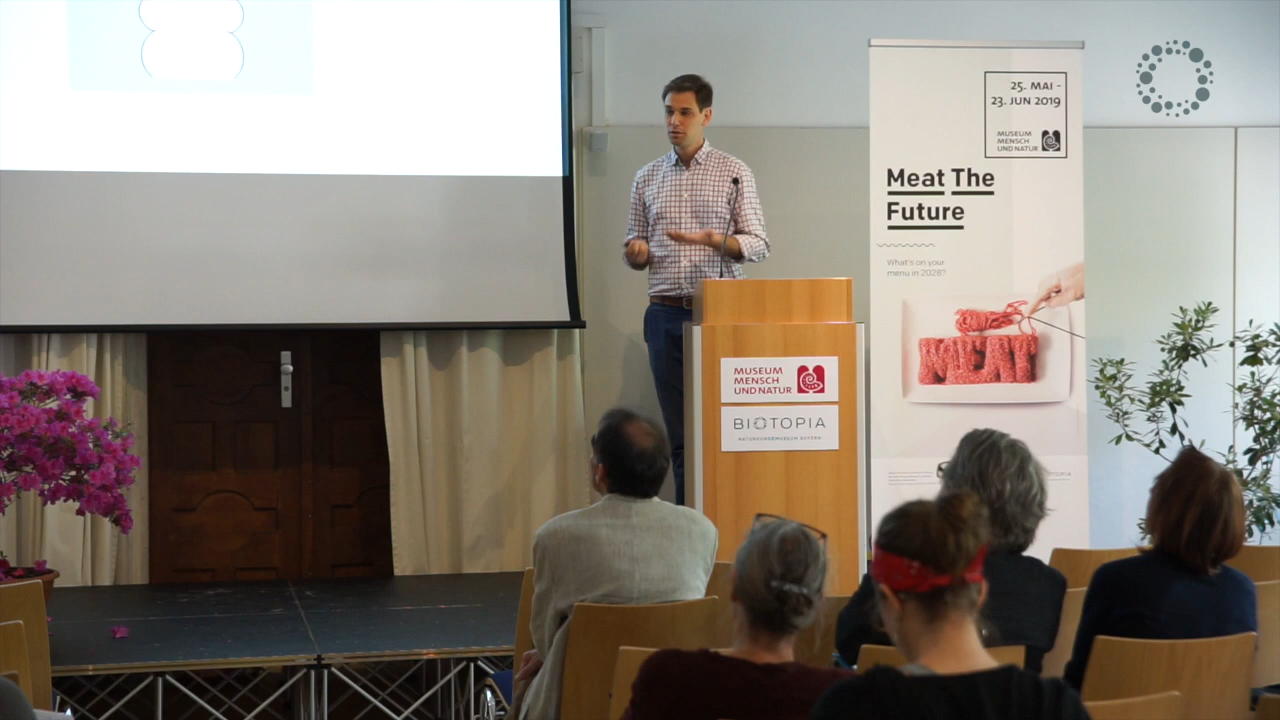 25. MAI -
23. JUN 2019
MUSEUM
MENSCH
UND NATUR
Meat The
Future
What's on your
menu in 2028?
MEAT
MUSEUM
MENSCH
UND NATUR
BIOTOPIA
NATURKUNDEMUSEUM BAYERN